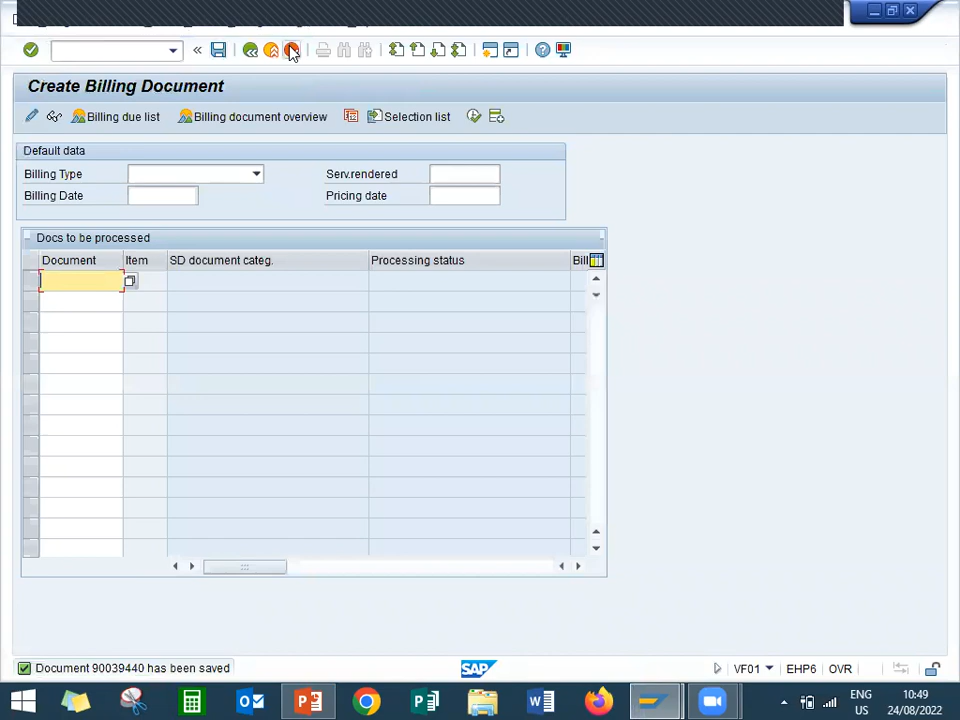 Create Billing Document
Billing due list
Billing document overview
Selection list
Default data
Billing Type
Serv.rendered
Billing Date
Pricing date
Docs to be processed
Document
Item
SD document categ.
Processing status
Bill
Document 90039440 has been saved
SAP
VF01
EHP6
OVR
ENG
10:49
US
24/08/2022